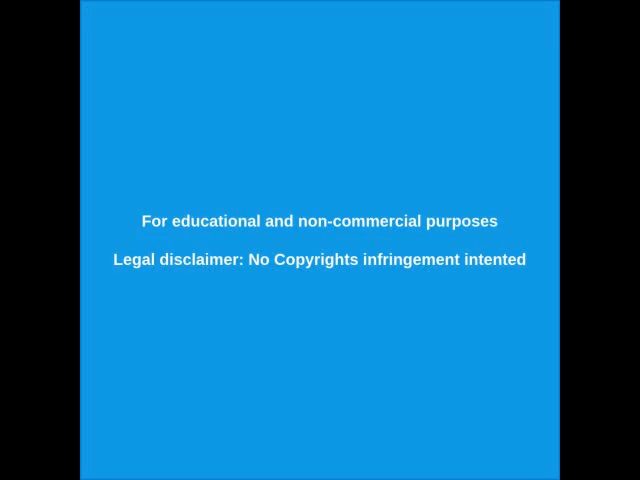 For educational and non-commercial purposes
Legal disclaimer: No Copyrights infringement intented